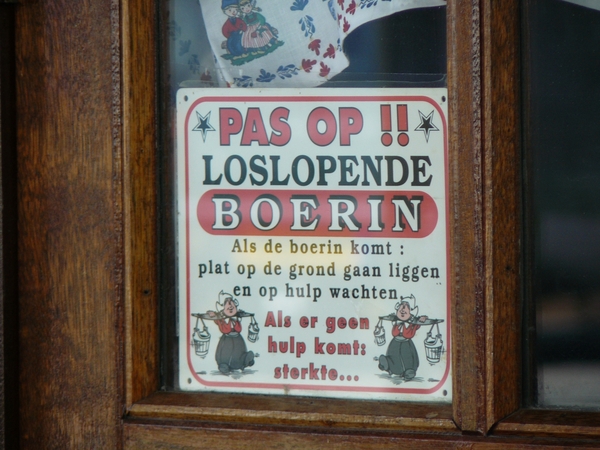 PAS OP !!
LOSLOPENDE
BOERIN
Als de boerin komt :
plat op de grond gaan liggen
en op hulp wachten.
Als er geen
hulp komt:
sterkte...